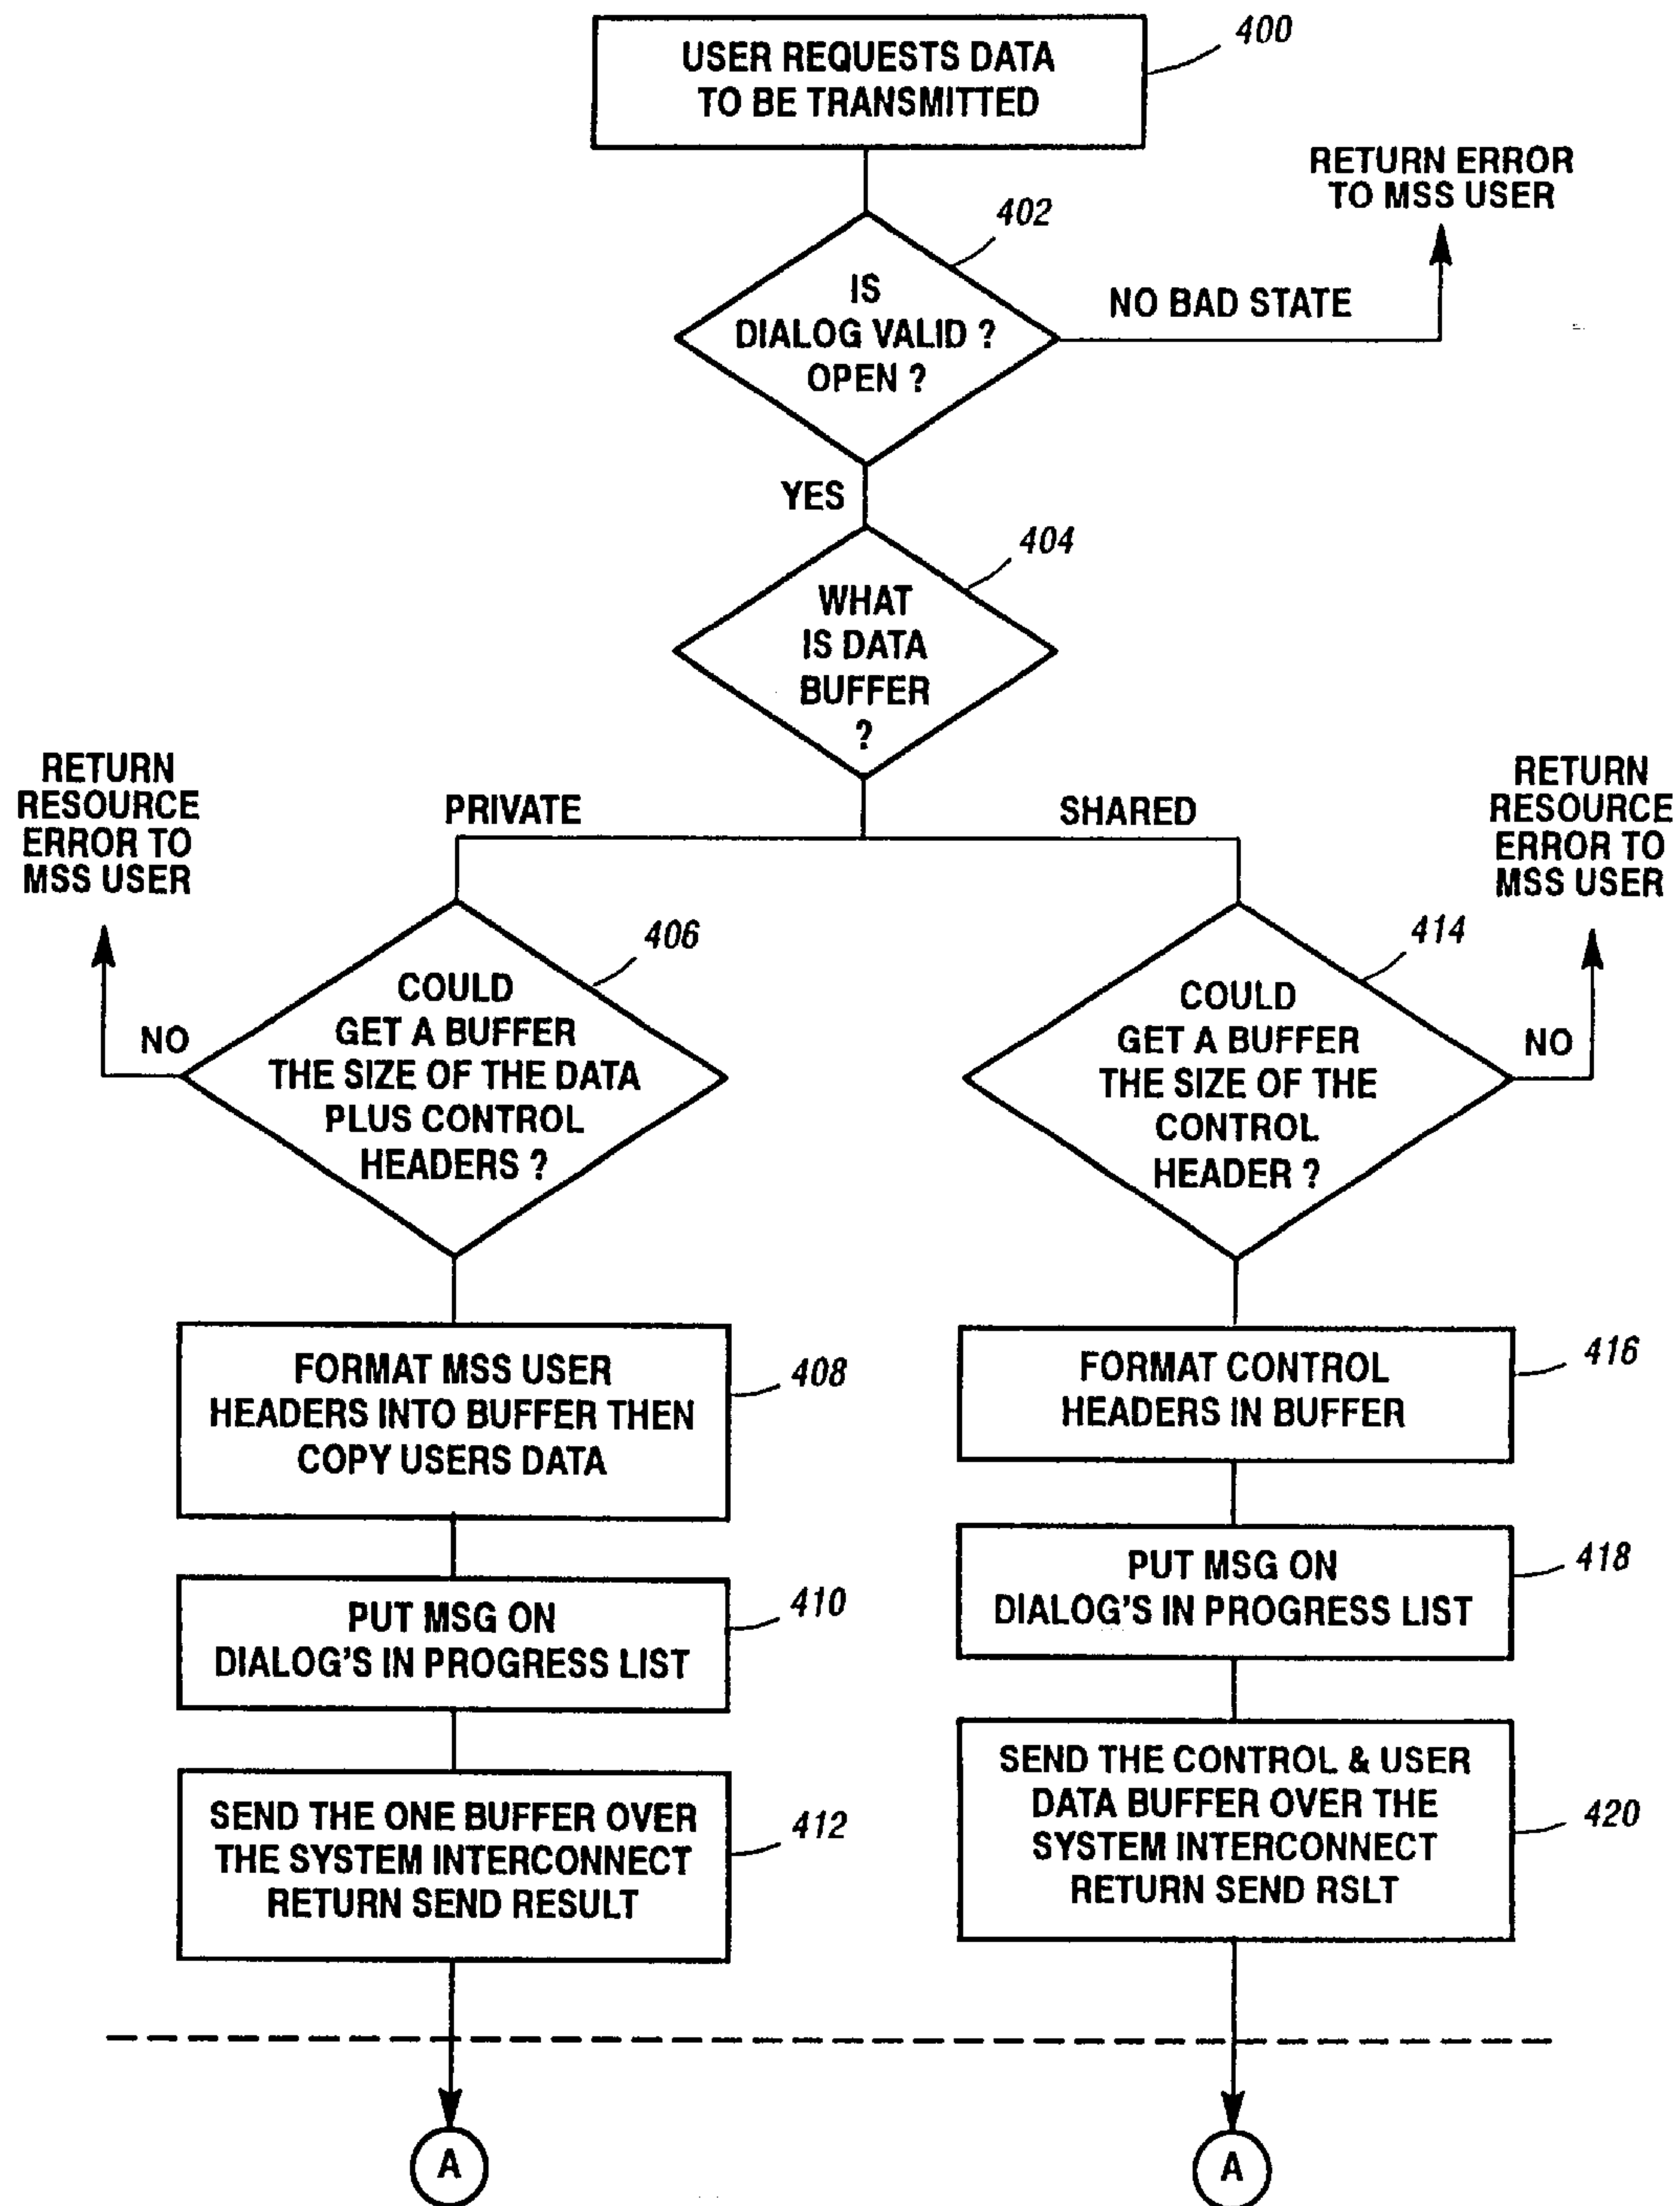 USER REQUESTS DATA
TO BE TRANSMITTED
400
RETURN ERROR
TO MSS USER
402
IS
DIALOG VALID ?
OPEN ?
NO BAD STATE
YES
404
WHAT
IS DATA
BUFFER
?
PRIVATE
SHARED
RETURN
RESOURCE
ERROR TO
MSS USER
RETURN
RESOURCE
ERROR TO
MSS USER
406
COULD
GET A BUFFER
THE SIZE OF THE DATA
PLUS CONTROL
HEADERS ?
NO
414
COULD
GET A BUFFER
THE SIZE OF THE
CONTROL
HEADER ?
NO
FORMAT MSS USER
HEADERS INTO BUFFER THEN
COPY USERS DATA
408
FORMAT CONTROL
HEADERS IN BUFFER
416
PUT MSG ON
DIALOG'S IN PROGRESS LIST
410
PUT MSG ON
DIALOG'S IN PROGRESS LIST
418
SEND THE ONE BUFFER OVER
THE SYSTEM INTERCONNECT
RETURN SEND RESULT
412
SEND THE CONTROL & USER
DATA BUFFER OVER THE
SYSTEM INTERCONNECT
RETURN SEND RSLT
420
A
A